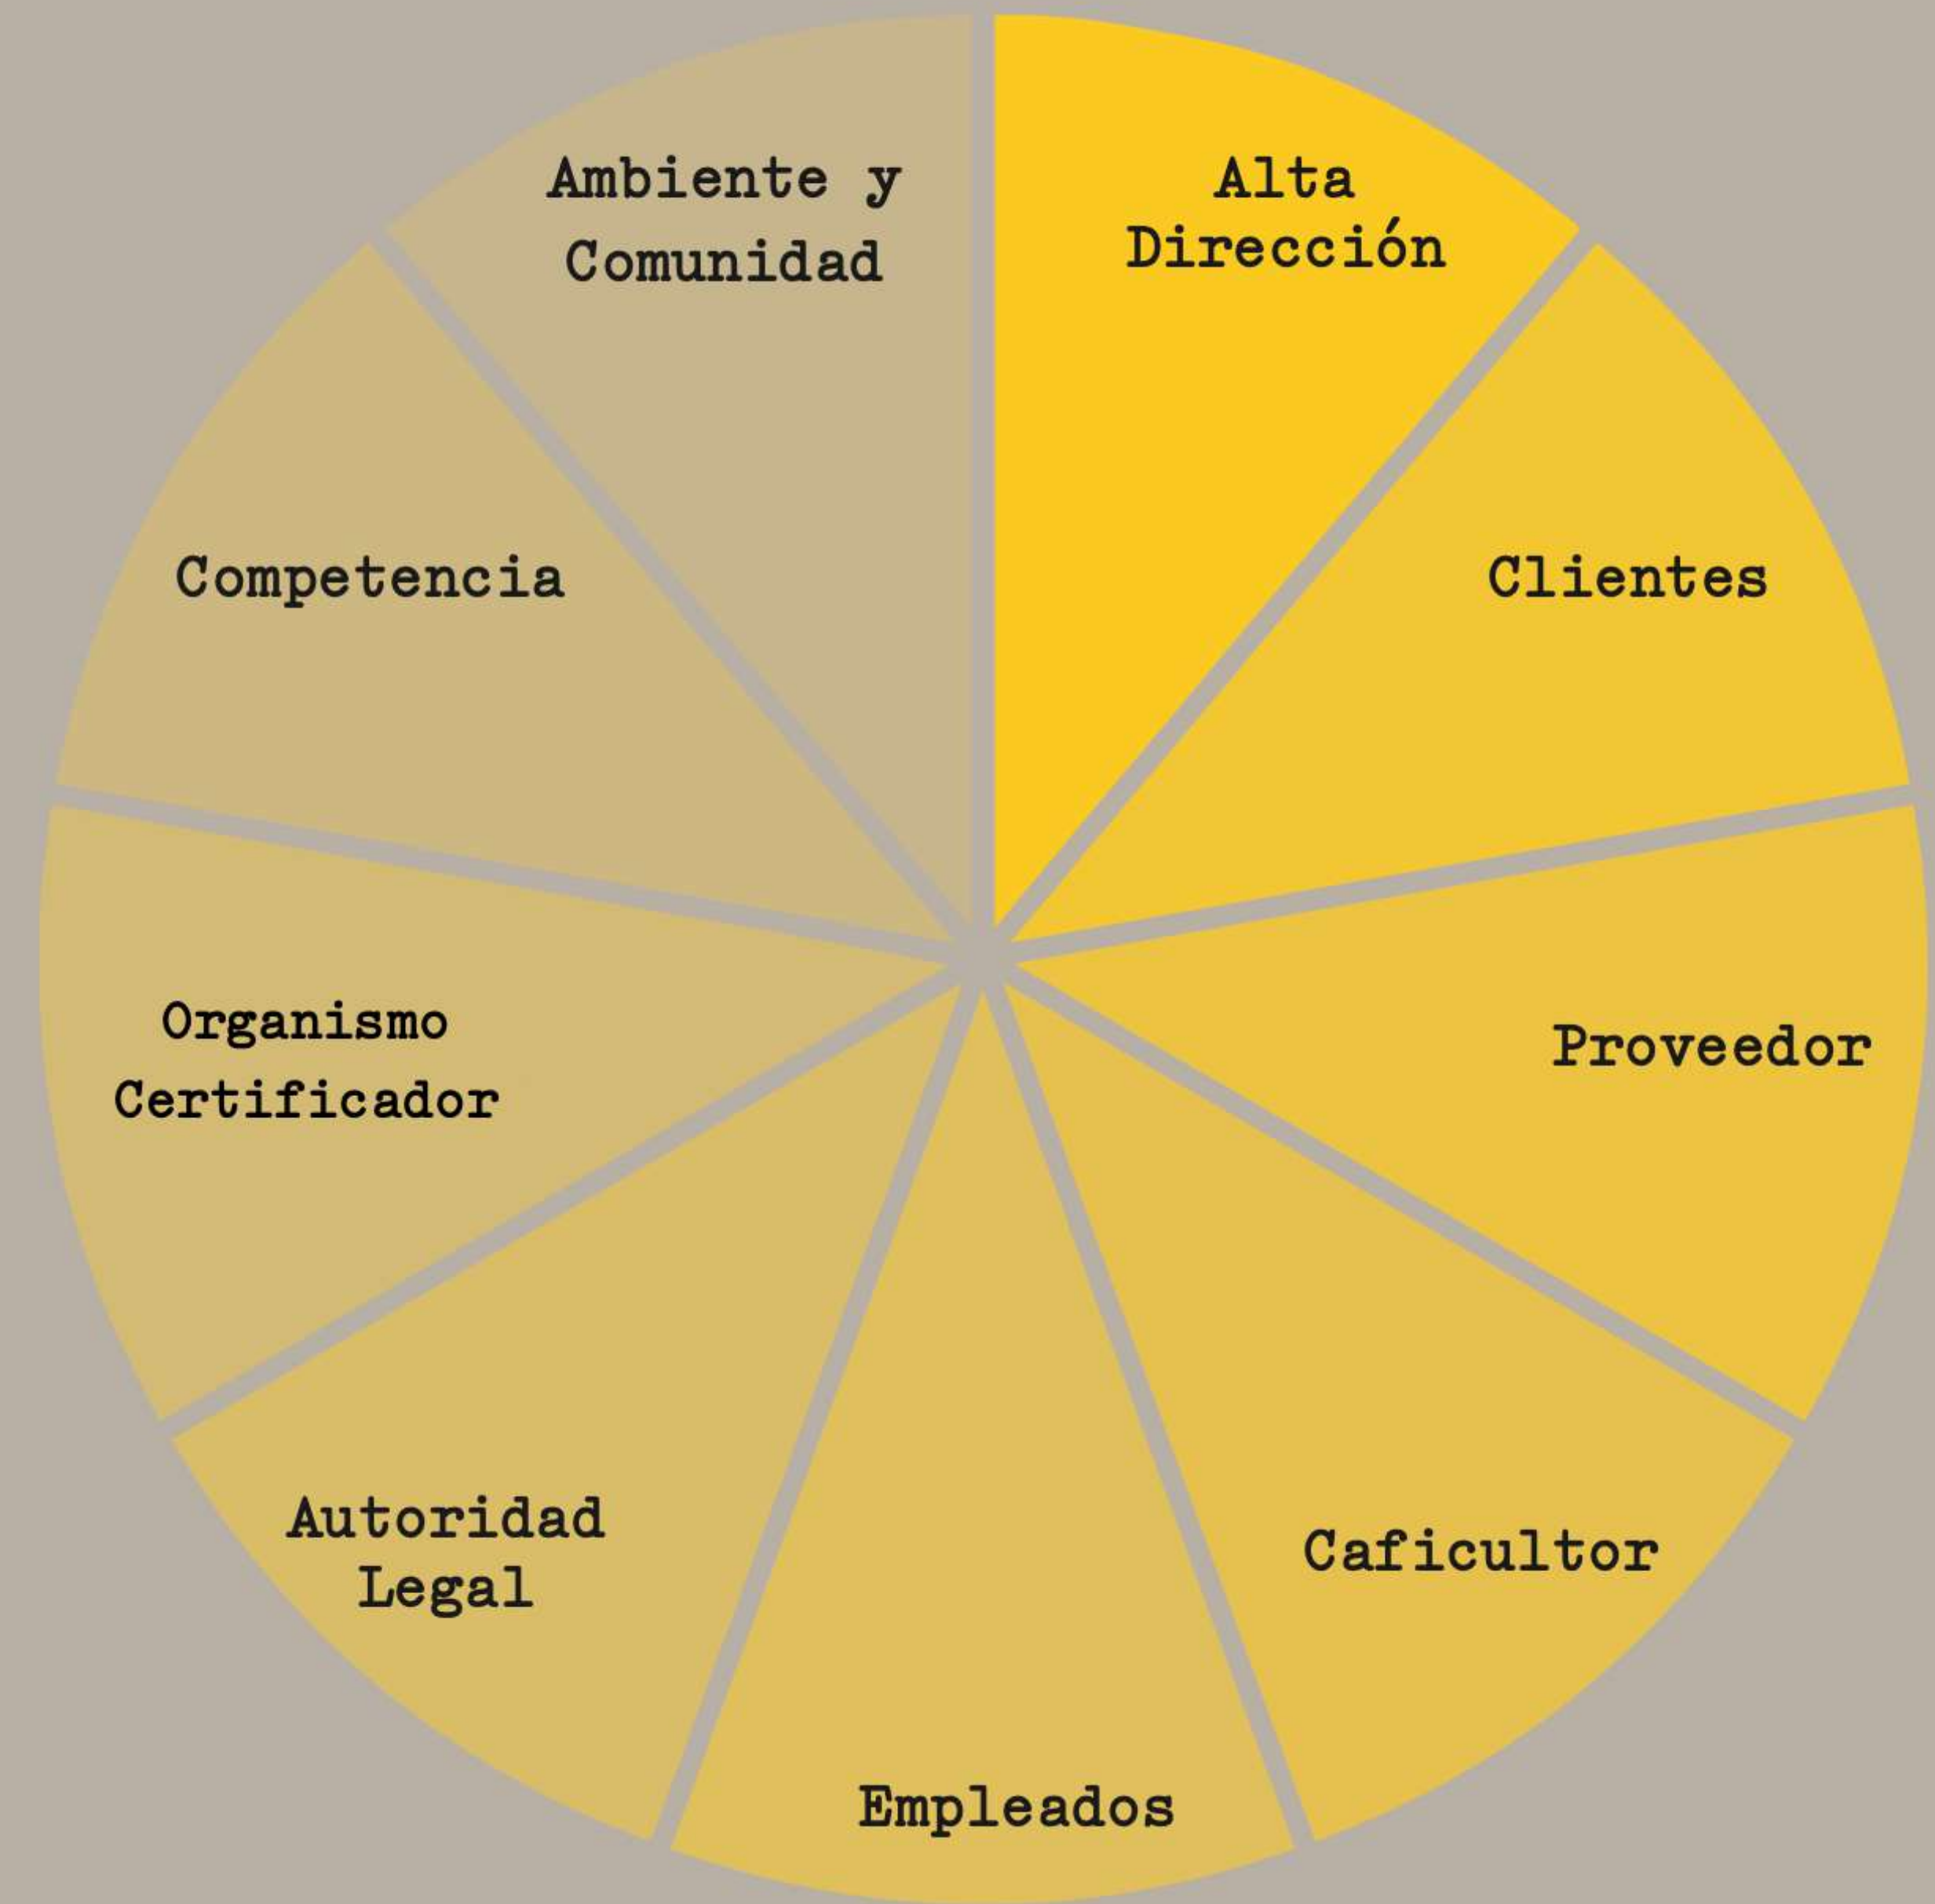 Alta
Dirección
Clientes
Proveedor
Caficultor
Empleados
Autoridad
Legal
Organismo
Certificador
Competencia
Ambiente y
Comunidad